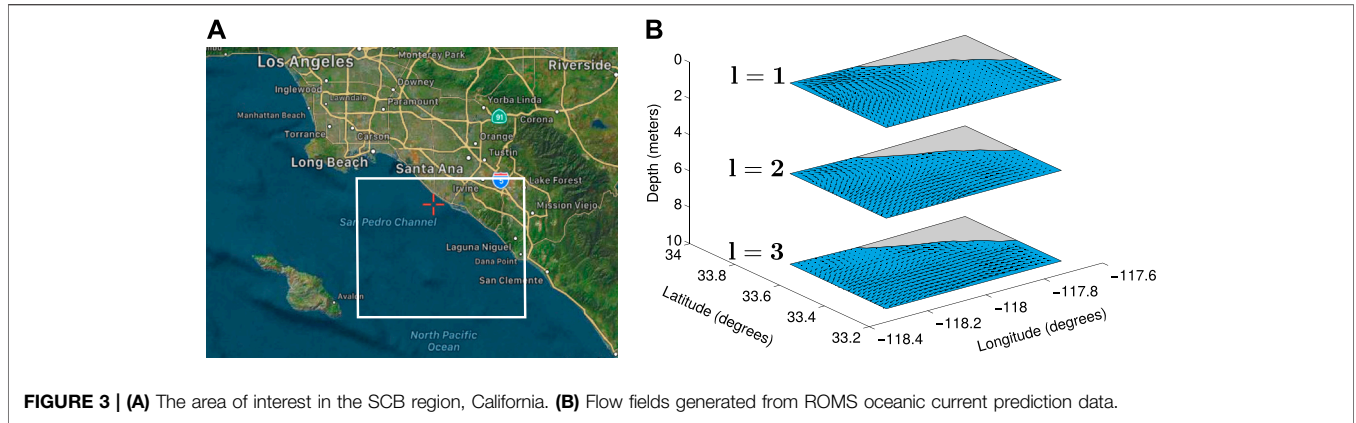 A
Los Angeles
Monterey Park
Riverside
Downey
Inglewood
Lawndale
Paramount
Yorba Linda
Manhattan Beach
91
Corona
Torrance
Carson
Orange
Tustin
Long Beach
Santa Ana
Irvine
5
Lake Forest
Mission Viejo
San Pedro Channel
Laguna Niguel
Dana Point
San Clemente
Avalon
North Pacific
Ocean
B
l = 1
l = 2
l = 3
Depth (meters)
0
2
4
6
8
10
34
33.8
33.6
33.4
33.2
Latitude (degrees)
−118.4
−118.2
−118
−117.8
−117.6
Longitude (degrees)
FIGURE 3 | (A) The area of interest in the SCB region, California. (B) Flow fields generated from ROMS oceanic current prediction data.